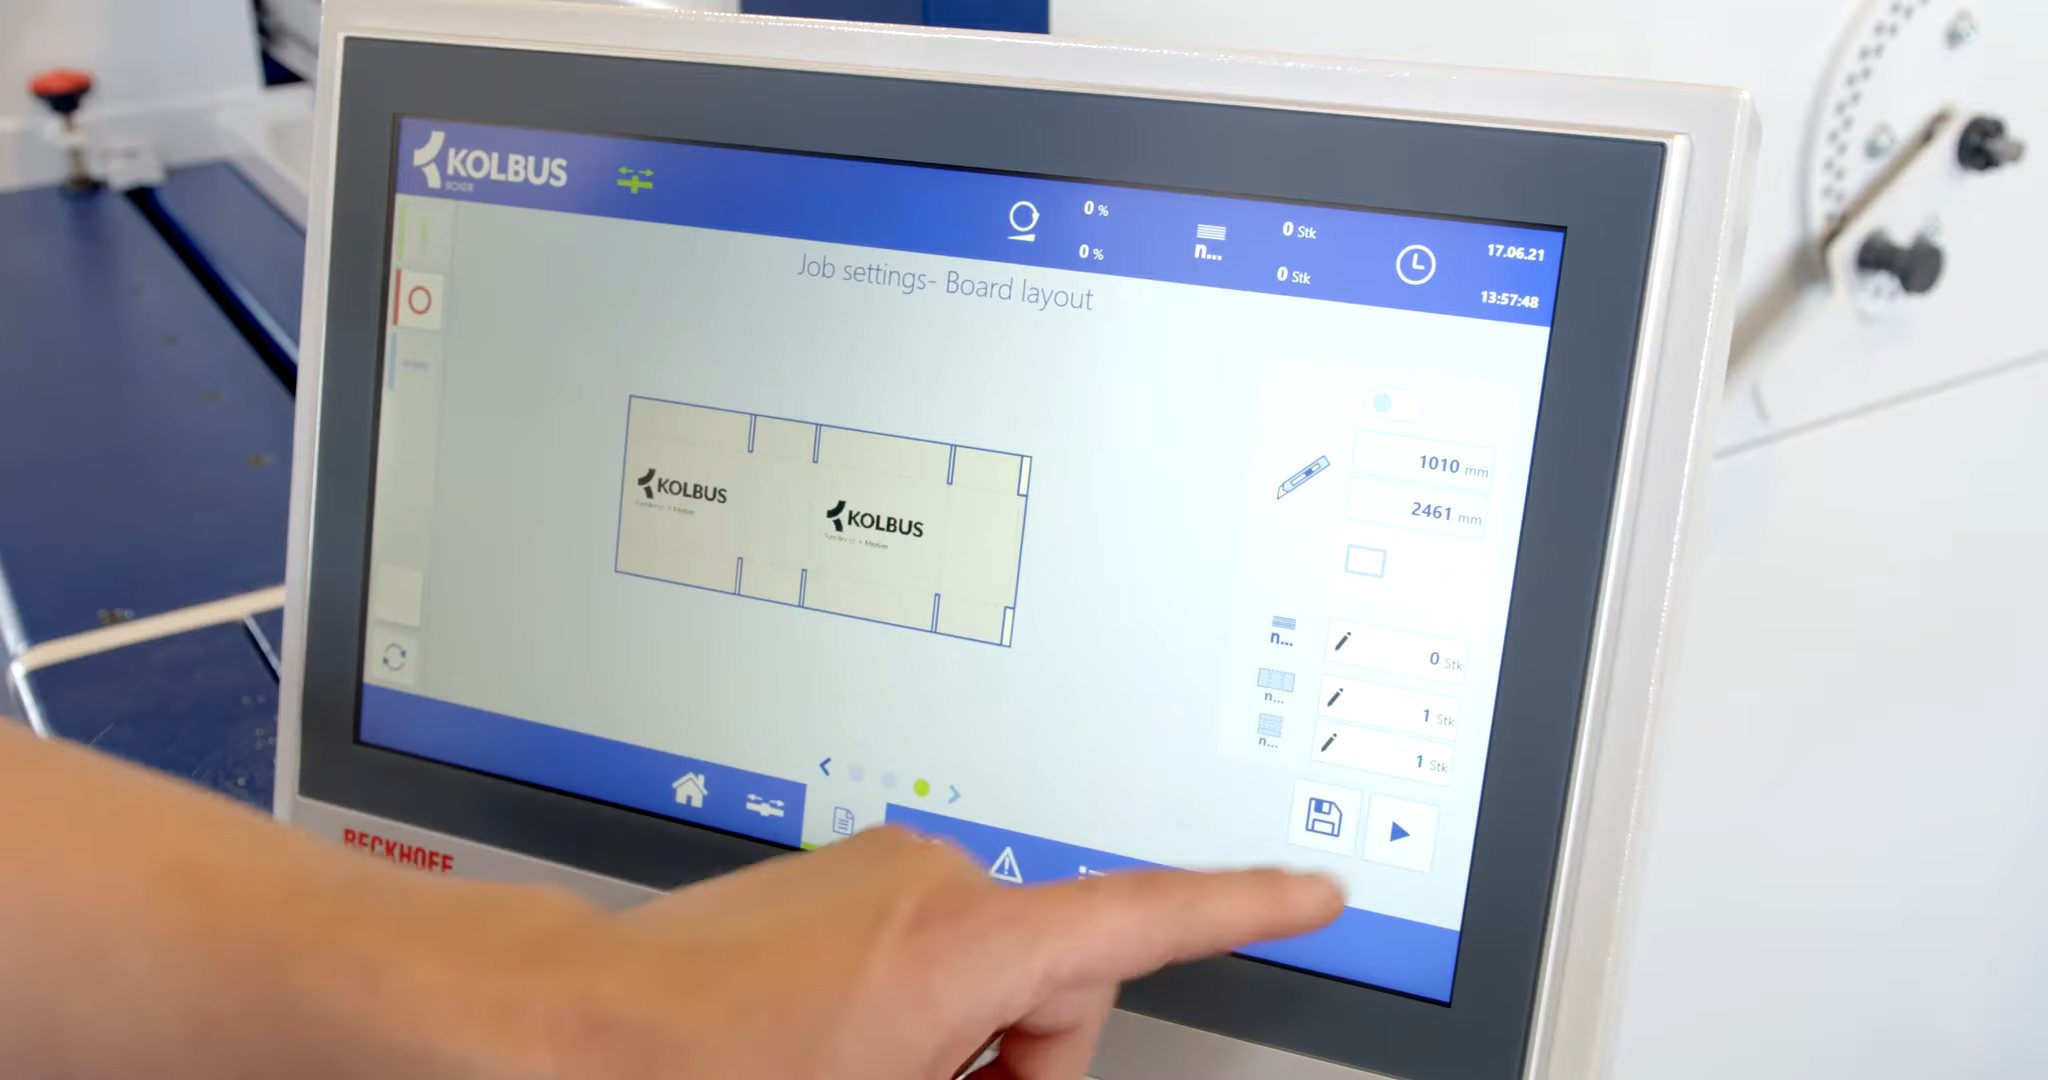 KOLBUS
BOXER
0 %
0 %
n...
0 Stk
0 Stk
17.06.21
13:57:48
Job settings- Board layout
KOLBUS
KOLBUS
1010 mm
2461 mm
n...
0 Stk
n...
1 Stk
n...
1 Stk
BECKHOFF